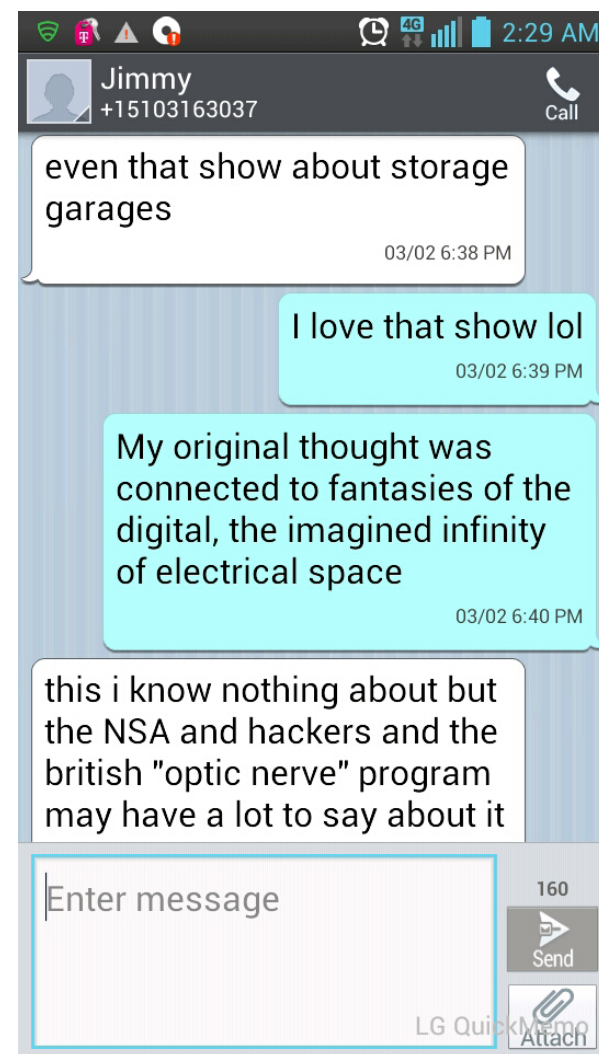 4G 2:29 AM
Jimmy
+15103163037
Call
even that show about storage
garages
03/02 6:38 PM
I love that show lol
03/02 6:39 PM
My original thought was
connected to fantasies of the
digital, the imagined infinity
of electrical space
03/02 6:40 PM
this i know nothing about but
the NSA and hackers and the
british "optic nerve" program
may have a lot to say about it
Enter message
160
Send
LG QuickMemo
Attach